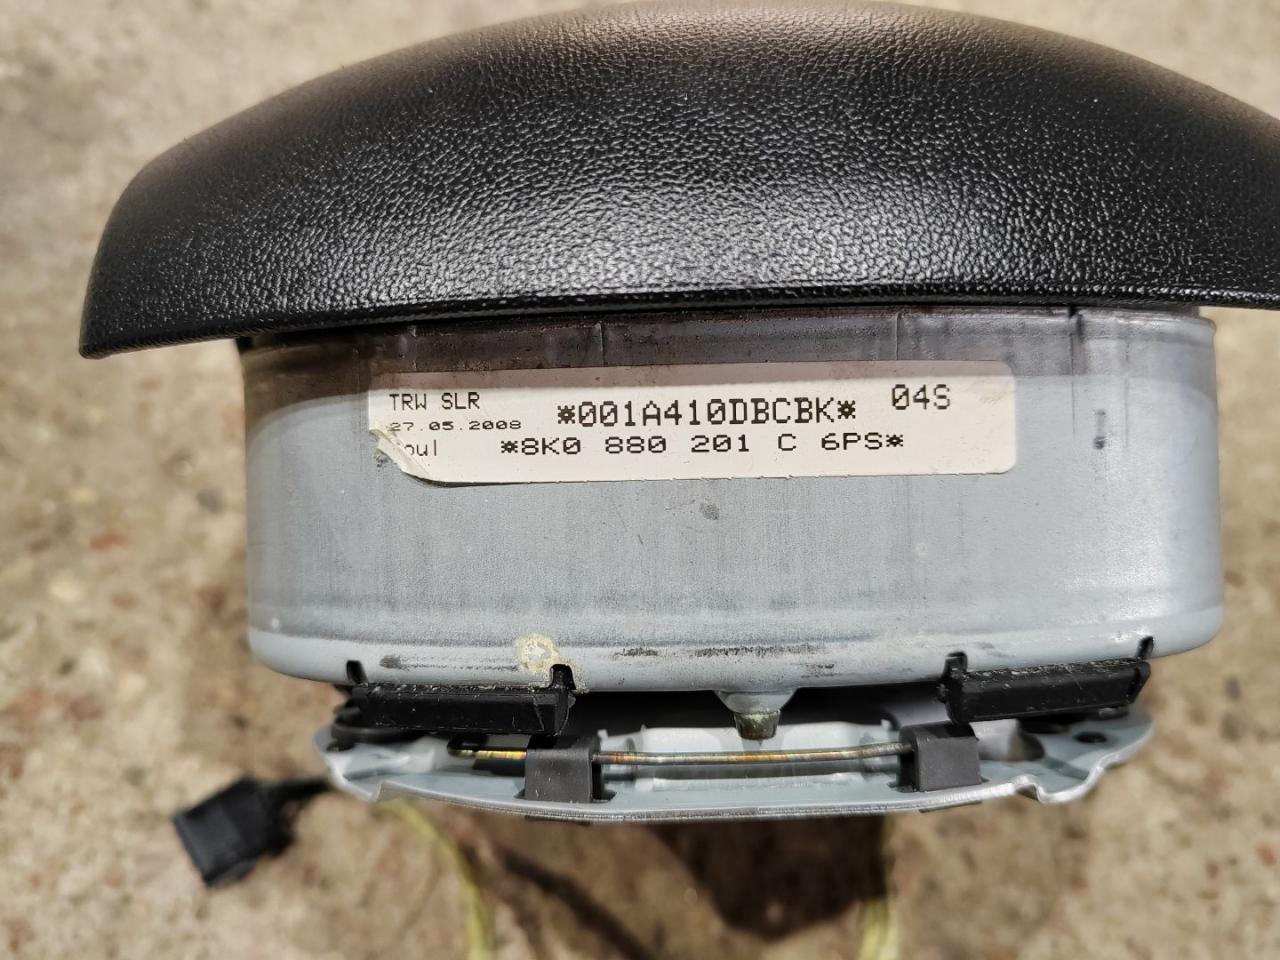 TRW SLR *001A410DBCBK* 04S
27.05.2008
*8K0 880 201 C 6PS*